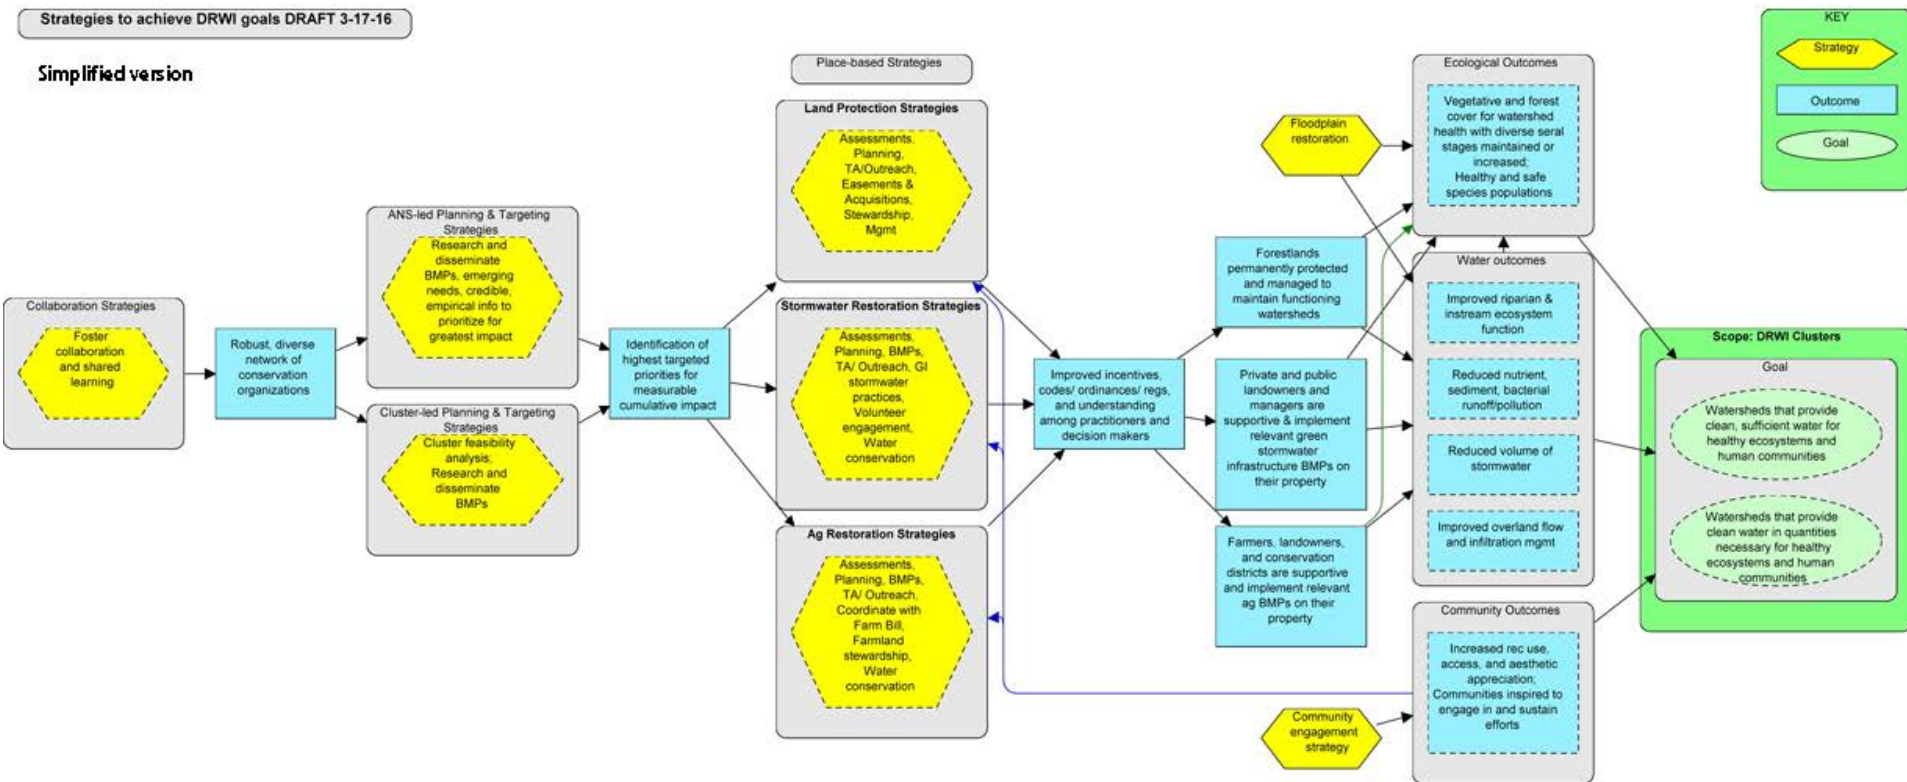 Strategies to achieve DRWI goals DRAFT 3-17-16
Simplified version
Collaboration Strategies
Foster
collaboration
and shared
learning
Robust, diverse
network of
conservation
organizations
ANS-led Planning & Targeting
Strategies
Research and
disseminate
BMPs, emerging
needs, credible,
empirical info to
prioritize for
greatest impact
Cluster-led Planning & Targeting
Strategies
Cluster feasibility
analysis;
Research and
disseminate
BMPs
Identification of
highest targeted
priorities for
measurable
cumulative impact
Place-based Strategies
Land Protection Strategies
Assessments,
Planning,
TA/Outreach,
Easements &
Acquisitions,
Stewardship,
Mgmt
Stormwater Restoration Strategies
Assessments,
Planning, BMPs,
TA/ Outreach, GI
stormwater
practices,
Volunteer
engagement,
Water
conservation
Ag Restoration Strategies
Assessments,
Planning, BMPs,
TA/ Outreach,
Coordinate with
Farm Bill,
Farmland
stewardship,
Water
conservation
Improved incentives,
codes/ ordinances/ regs,
and understanding
among practitioners and
decision makers
Floodplain
restoration
Forestlands
permanently protected
and managed to
maintain functioning
watersheds
Private and public
landowners and
managers are
supportive & implement
relevant green
stormwater
infrastructure BMPs on
their property
Farmers, landowners,
and conservation
districts are supportive
and implement relevant
ag BMPs on their
property
Community
engagement
strategy
Ecological Outcomes
Vegetative and forest
cover for watershed
health with diverse seral
stages maintained or
increased;
Healthy and safe
species populations
Water outcomes
Improved riparian &
instream ecosystem
function
Reduced nutrient,
sediment, bacterial
runoff/pollution
Reduced volume of
stormwater
Improved overland flow
and infiltration mgmt
Community Outcomes
Increased rec use,
access, and aesthetic
appreciation;
Communities inspired to
engage in and sustain
efforts
Scope: DRWI Clusters
Goal
Watersheds that provide
clean, sufficient water for
healthy ecosystems and
human communities
Watersheds that provide
clean water in quantities
necessary for healthy
ecosystems and human
communities
KEY
Strategy
Outcome
Goal